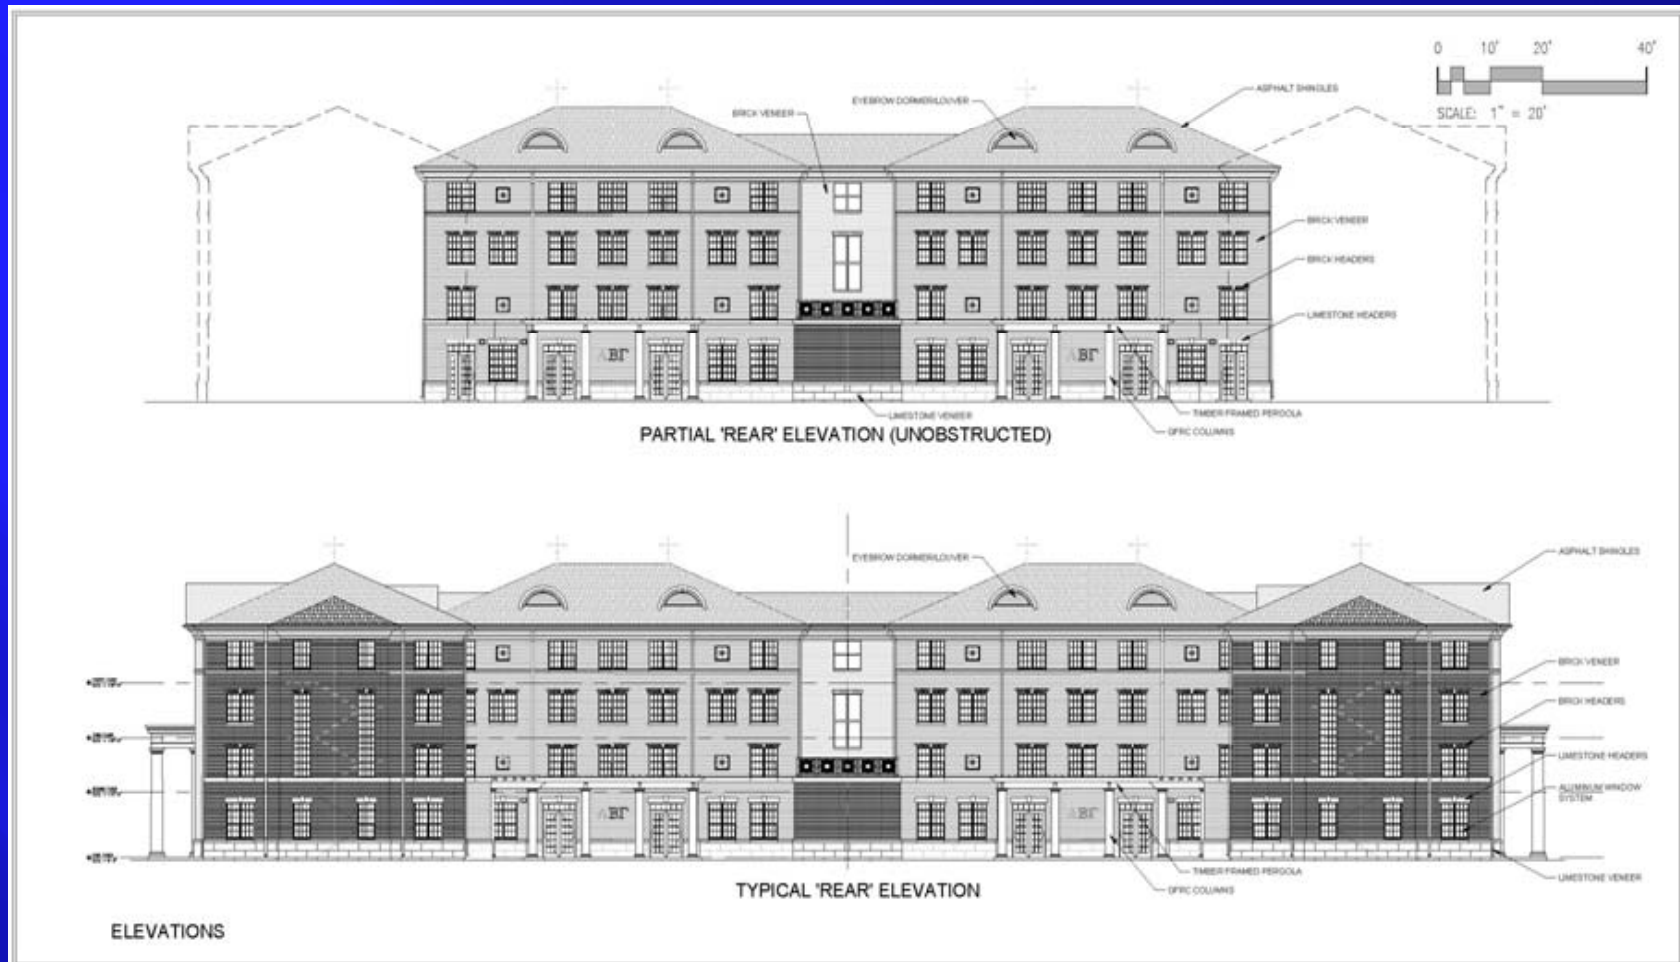 0 10' 20' 40'
SCALE: 1" = 20'
ASPHALT SHINGLES
EYEBROW DORMER/LOUVER
BRICK VENEER
BRICK VENEER
BRICK HEADERS
LIMESTONE HEADERS
ΑΒΓ
ΑΒΓ
LIMESTONE VENEER
TIMBER FRAMED PERGOLA
GFRC COLUMNS
PARTIAL 'REAR' ELEVATION (UNOBSTRUCTED)
EYEBROW DORMER/LOUVER
ASPHALT SHINGLES
BRICK VENEER
BRICK HEADERS
LIMESTONE HEADERS
ALUMINUM WINDOW
SYSTEM
ΑΒΓ
ΑΒΓ
TIMBER FRAMED PERGOLA
LIMESTONE VENEER
GFRC COLUMNS
TYPICAL 'REAR' ELEVATION
ELEVATIONS